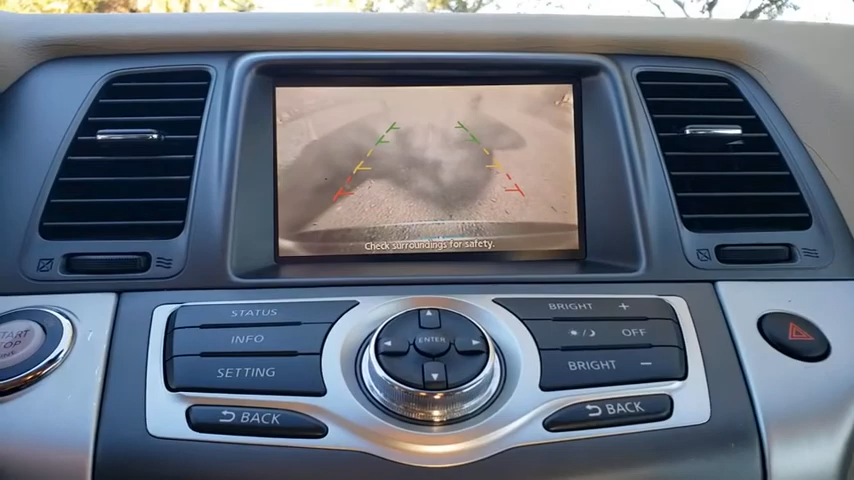 Check surroundings for safety.
START
STOP
STATUS
INFO
SETTING
BACK
ENTER
BRIGHT +
OFF
BRIGHT -
BACK